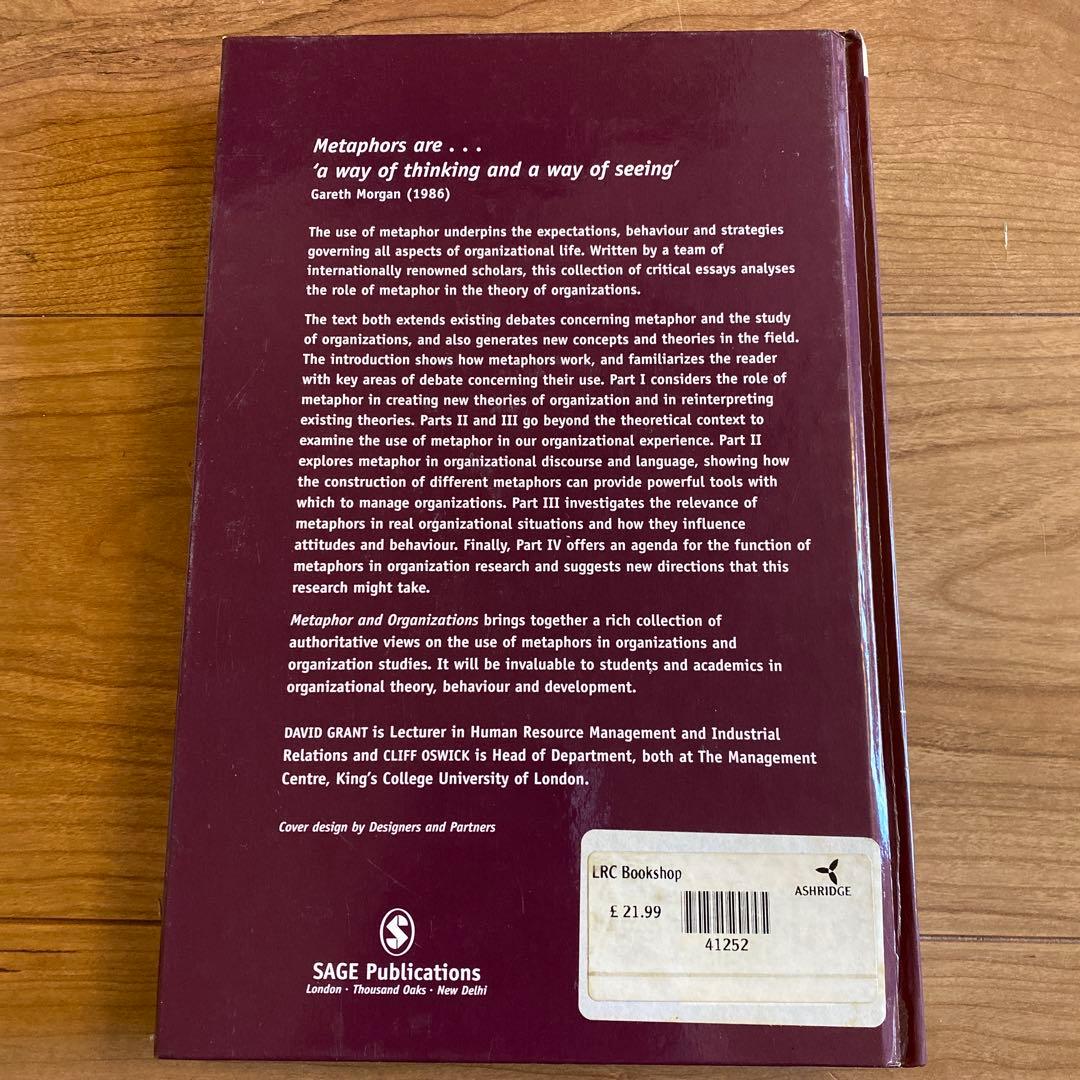 Metaphors are . . .
‘a way of thinking and a way of seeing’
Gareth Morgan (1986)
The use of metaphor underpins the expectations, behaviour and strategies
governing all aspects of organizational life. Written by a team of
internationally renowned scholars, this collection of critical essays analyses
the role of metaphor in the theory of organizations.
The text both extends existing debates concerning metaphor and the study
of organizations, and also generates new concepts and theories in the field.
The introduction shows how metaphors work, and familiarizes the reader
with key areas of debate concerning their use. Part I considers the role of
metaphor in creating new theories of organization and in reinterpreting
existing theories. Parts II and III go beyond the theoretical context to
examine the use of metaphor in our organizational experience. Part II
explores metaphor in organizational discourse and language, showing how
the construction of different metaphors can provide powerful tools with
which to manage organizations. Part III investigates the relevance of
metaphors in real organizational situations and how they influence
attitudes and behaviour. Finally, Part IV offers an agenda for the function of
metaphors in organization research and suggests new directions that this
research might take.
Metaphor and Organizations brings together a rich collection of
authoritative views on the use of metaphors in organizations and
organization studies. It will be invaluable to students and academics in
organizational theory, behaviour and development.
DAVID GRANT is Lecturer in Human Resource Management and Industrial
Relations and CLIFF OSWICK is Head of Department, both at The Management
Centre, King’s College University of London.
Cover design by Designers and Partners
LRC Bookshop
ASHRIDGE
£ 21.99
41252
S
SAGE Publications
London · Thousand Oaks · New Delhi